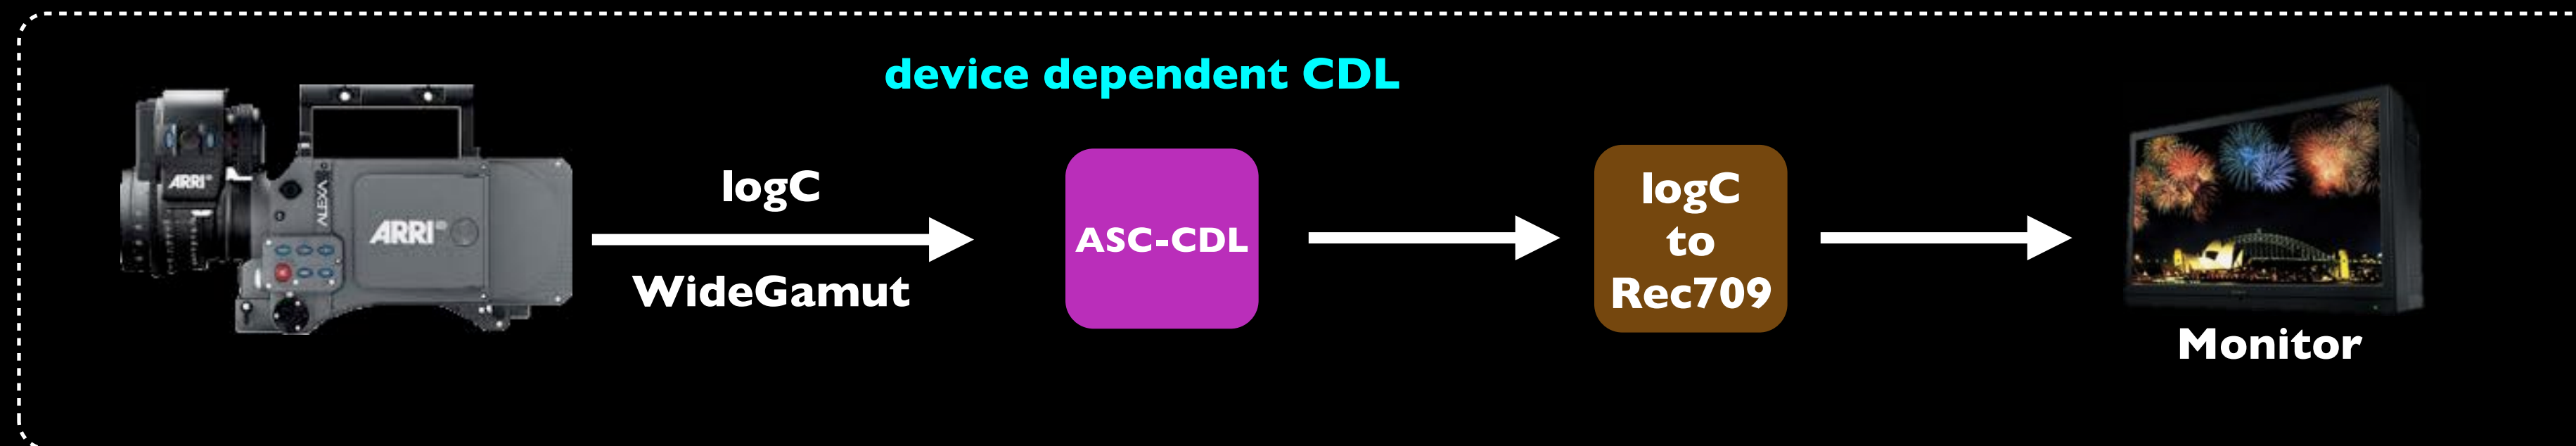 device dependent CDL
ARRI
ALEXA
ARRI
logC
WideGamut
ASC-CDL
logC
to
Rec709
Monitor